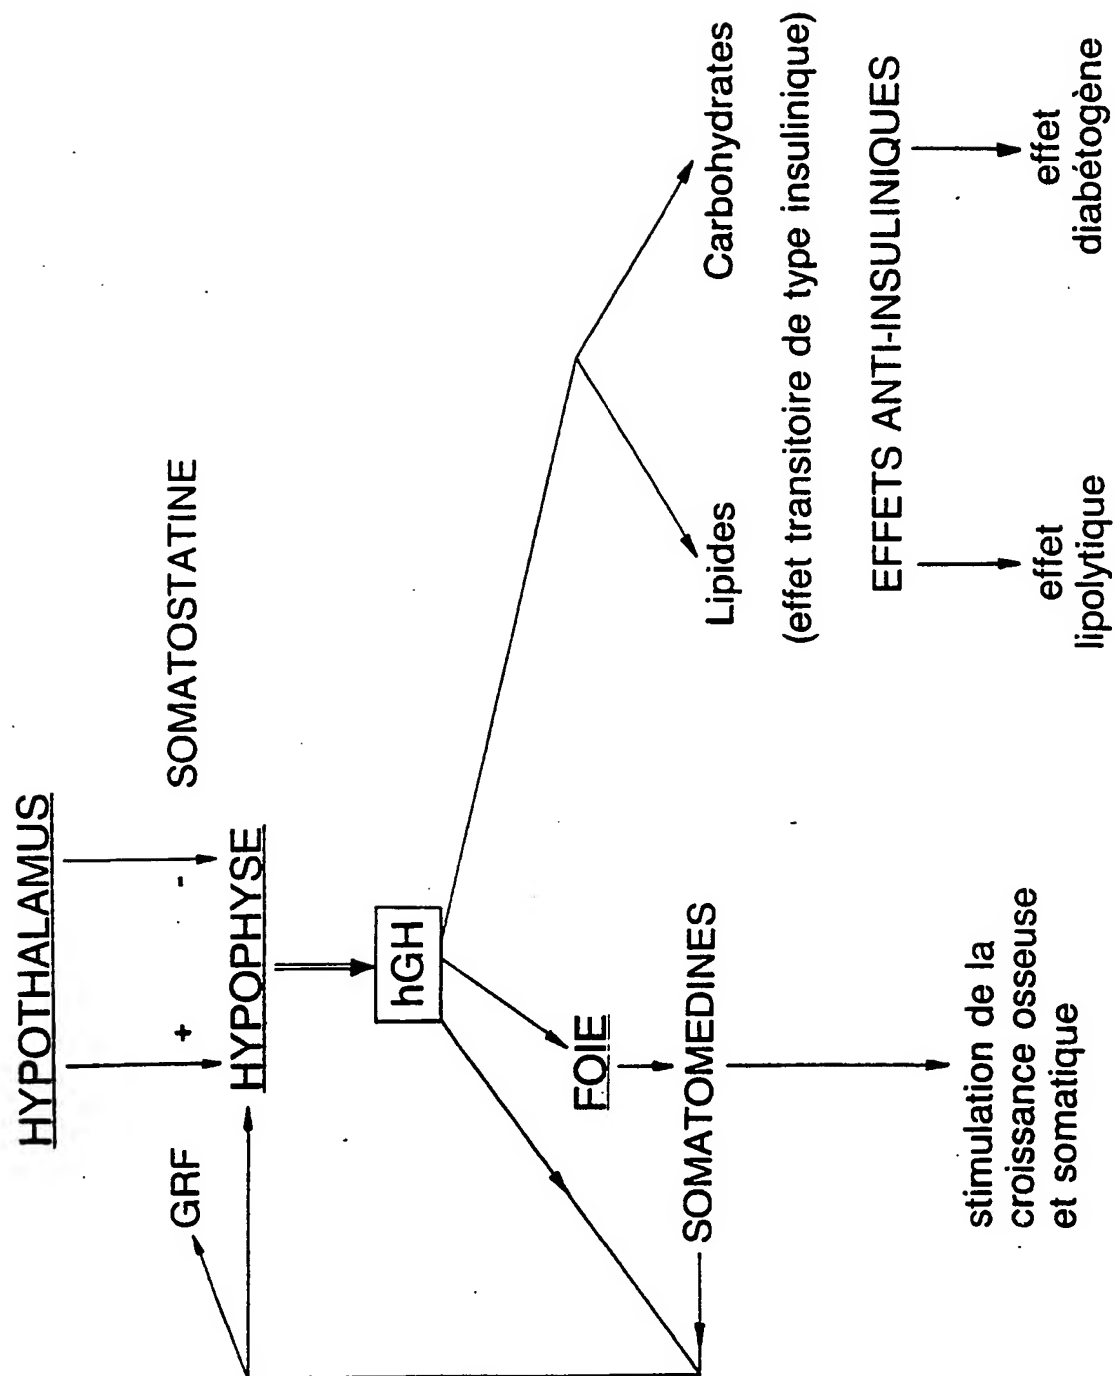 HYPOTHALAMUS
GRF
+
-
SOMATOSTATINE
HYPOPHYSE
hGH
FOIE
SOMATOMEDINES
Lipides
Carbohydrates
(effet transitoire de type insulinique)
EFFETS ANTI-INSULINIQUES
stimulation de la
croissance osseuse
et somatique
effet
lipolytique
effet
diabétogène